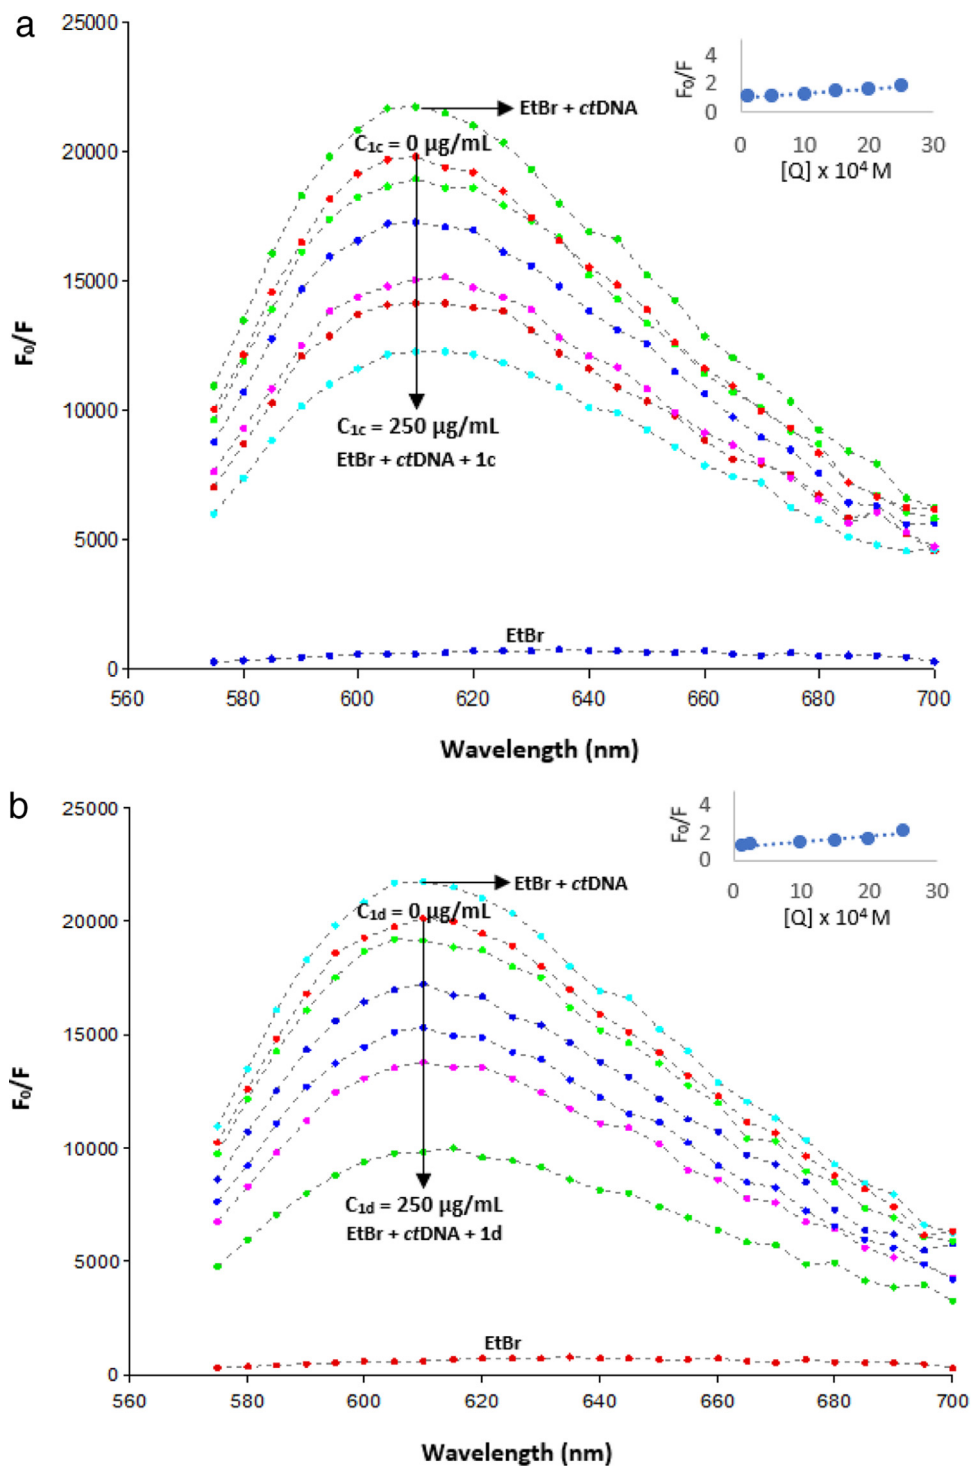 a
25000
20000
15000
10000
5000
0
F₀/F
560 580 600 620 640 660 680 700
Wavelength (nm)
EtBr + ctDNA
C₁c = 0 µg/mL
C₁c = 250 µg/mL
EtBr + ctDNA + 1c
EtBr
F₀/F
4
2
0
0 10 20 30
[Q] x 10⁴ M
b
25000
20000
15000
10000
5000
0
F₀/F
560 580 600 620 640 660 680 700
Wavelength (nm)
EtBr + ctDNA
C₁d = 0 µg/mL
C₁d = 250 µg/mL
EtBr + ctDNA + 1d
EtBr
F₀/F
4
2
0
0 10 20 30
[Q] x 10⁴ M